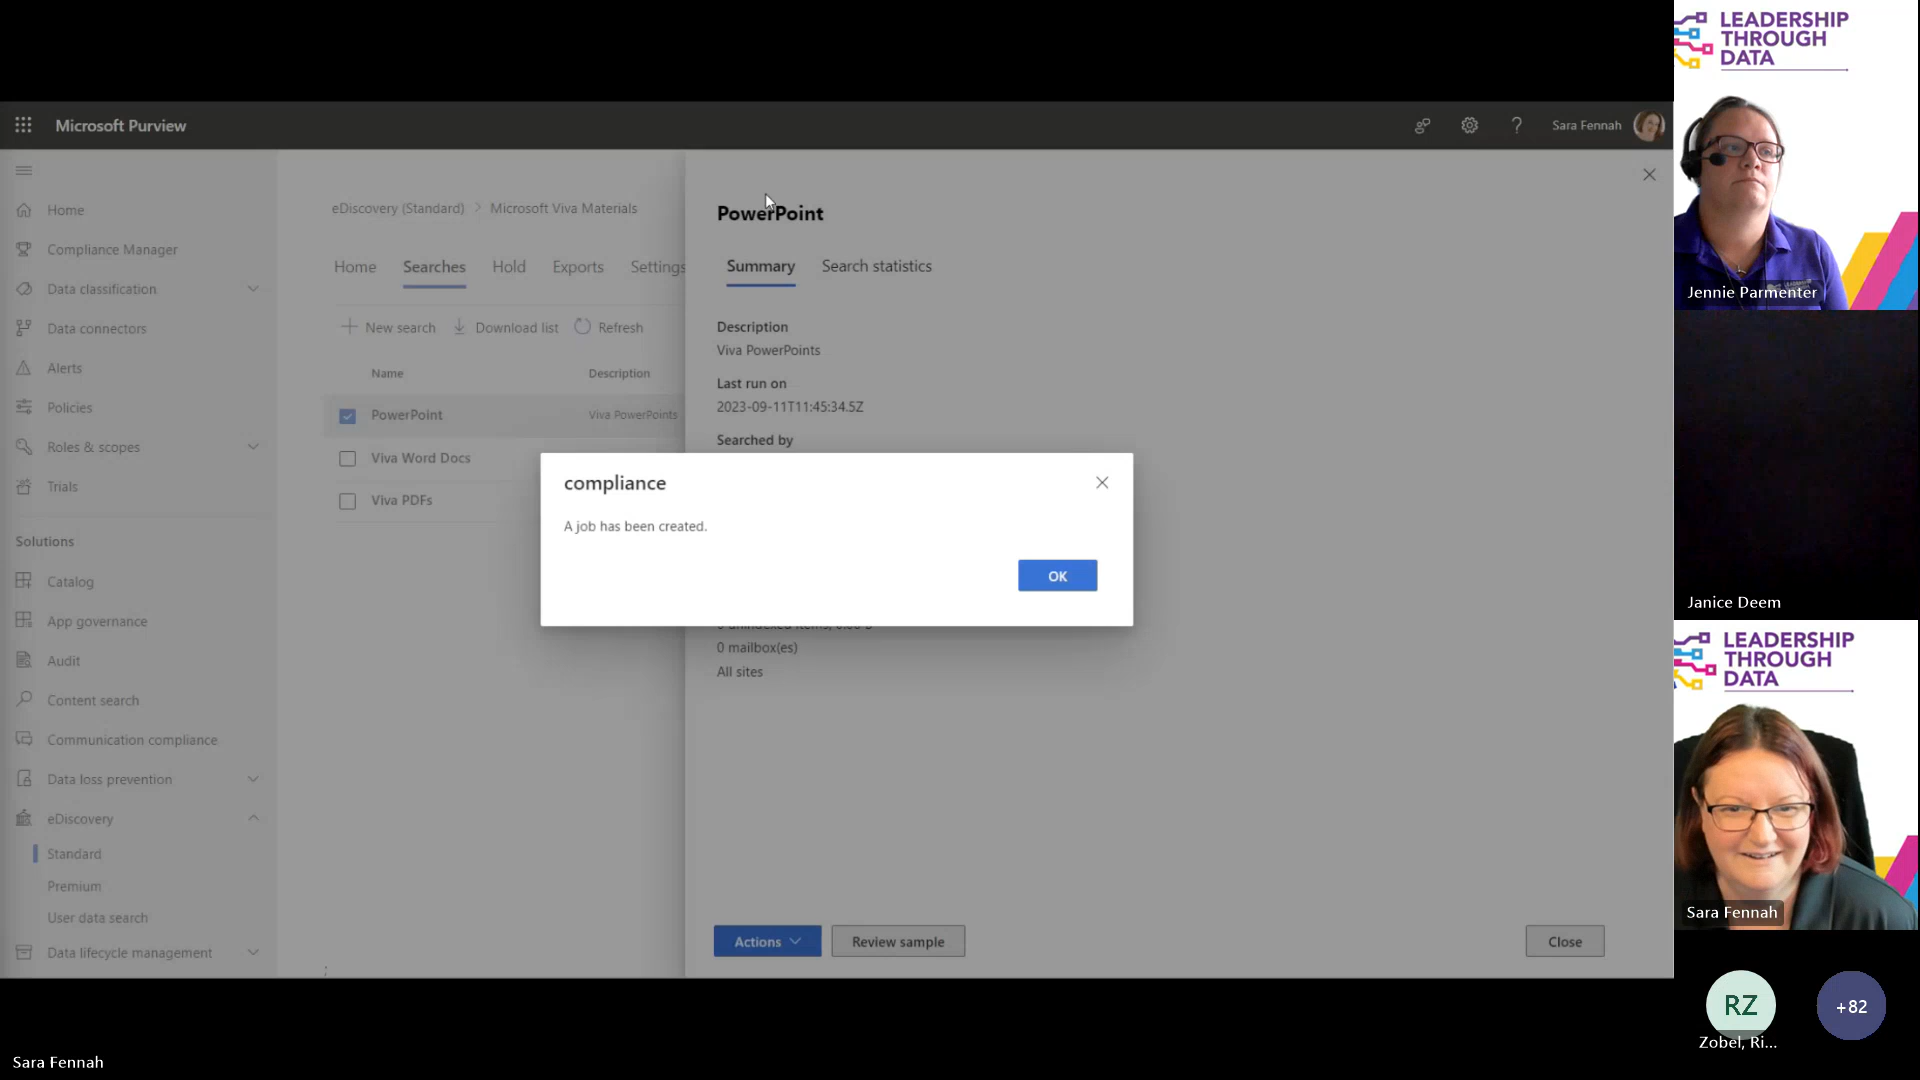 Microsoft Purview
Sara Fennah
Home
Compliance Manager
Data classification
Data connectors
Alerts
Policies
Roles & scopes
Trials
Solutions
Catalog
App governance
Audit
Content search
Communication compliance
Data loss prevention
eDiscovery
Standard
Premium
User data search
Data lifecycle management
eDiscovery (Standard) > Microsoft Viva Materials
Home Searches Hold Exports Settings
New search Download list Refresh
Name Description
PowerPoint Viva PowerPoints
Viva Word Docs
Viva PDFs
PowerPoint
Summary Search statistics
Description
Viva PowerPoints
Last run on
2023-09-11T11:45:34.5Z
Searched by
compliance
A job has been created.
OK
0 mailbox(es)
All sites
Actions Review sample Close
LEADERSHIP
THROUGH
DATA
Jennie Parmenter
Janice Deem
LEADERSHIP
THROUGH
DATA
Sara Fennah
RZ +82
Zobel, Ri...
Sara Fennah